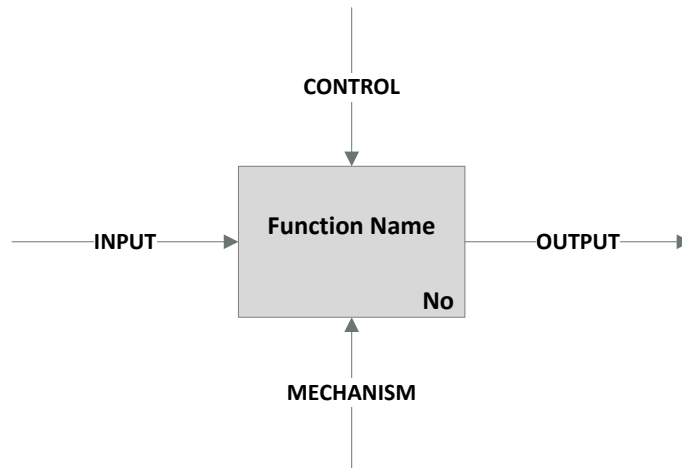 CONTROL
Function Name
INPUT
OUTPUT
No
MECHANISM